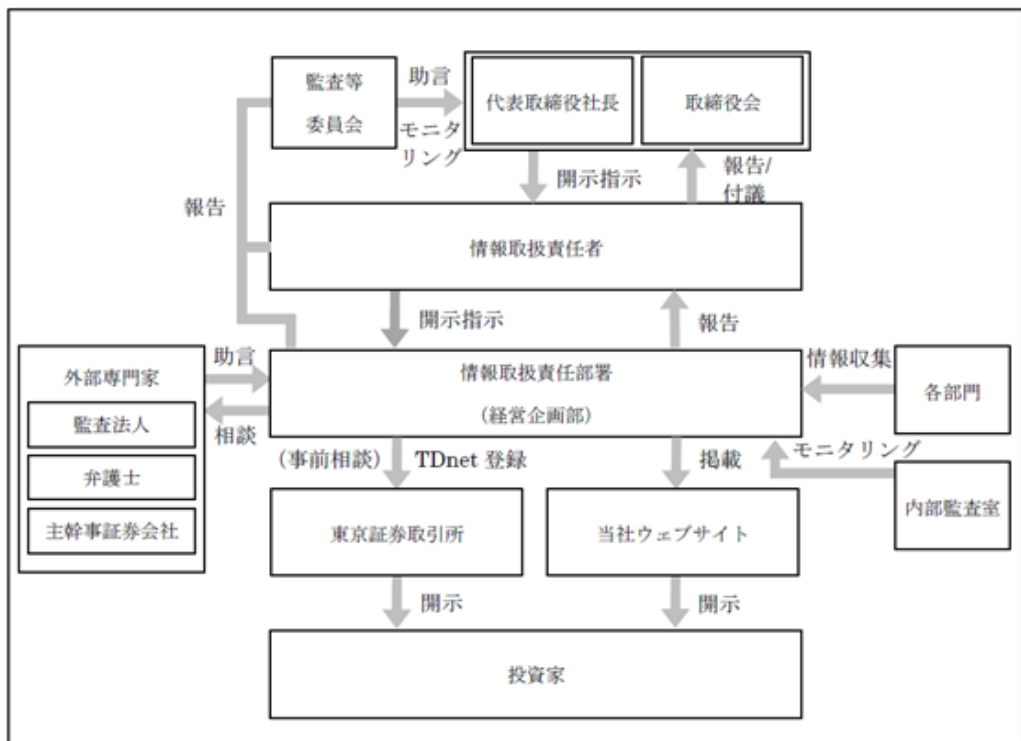 監査等
委員会
助言
モニタ
リング
代表取締役社長
取締役会
開示指示
報告/
付議
報告
情報取扱責任者
開示指示
報告
外部専門家
監査法人
弁護士
主幹事証券会社
助言
相談
情報取扱責任部署
(経営企画部)
情報収集
各部門
モニタリング
内部監査室
(事前相談)
TDnet 登録
掲載
東京証券取引所
当社ウェブサイト
開示
開示
投資家